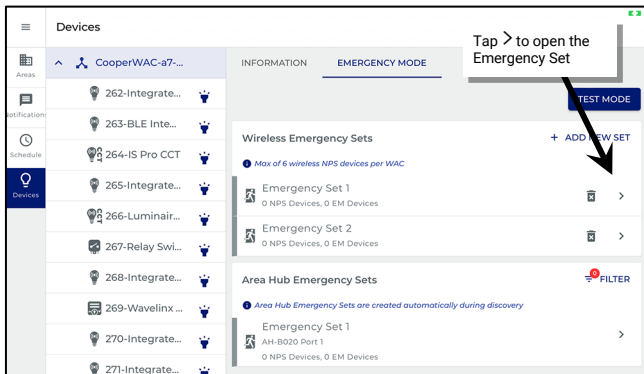 Devices
Tap > to open the
Emergency Set
Areas
Notifications
Schedule
Devices
CooperWAC-a7-...
262-Integrate...
263-BLE Inte...
264-IS Pro CCT
265-Integrate...
266-Luminair...
267-Relay Swi...
268-Integrate...
269-Wavelinx ...
270-Integrate...
271-Integrate...
INFORMATION EMERGENCY MODE
TEST MODE
Wireless Emergency Sets
+ ADD NEW SET
Max of 6 wireless NPS devices per WAC
Emergency Set 1
0 NPS Devices, 0 EM Devices
Emergency Set 2
0 NPS Devices, 0 EM Devices
Area Hub Emergency Sets
0 FILTER
Area Hub Emergency Sets are created automatically during discovery
Emergency Set 1
AH-B020 Port 1
0 NPS Devices, 0 EM Devices